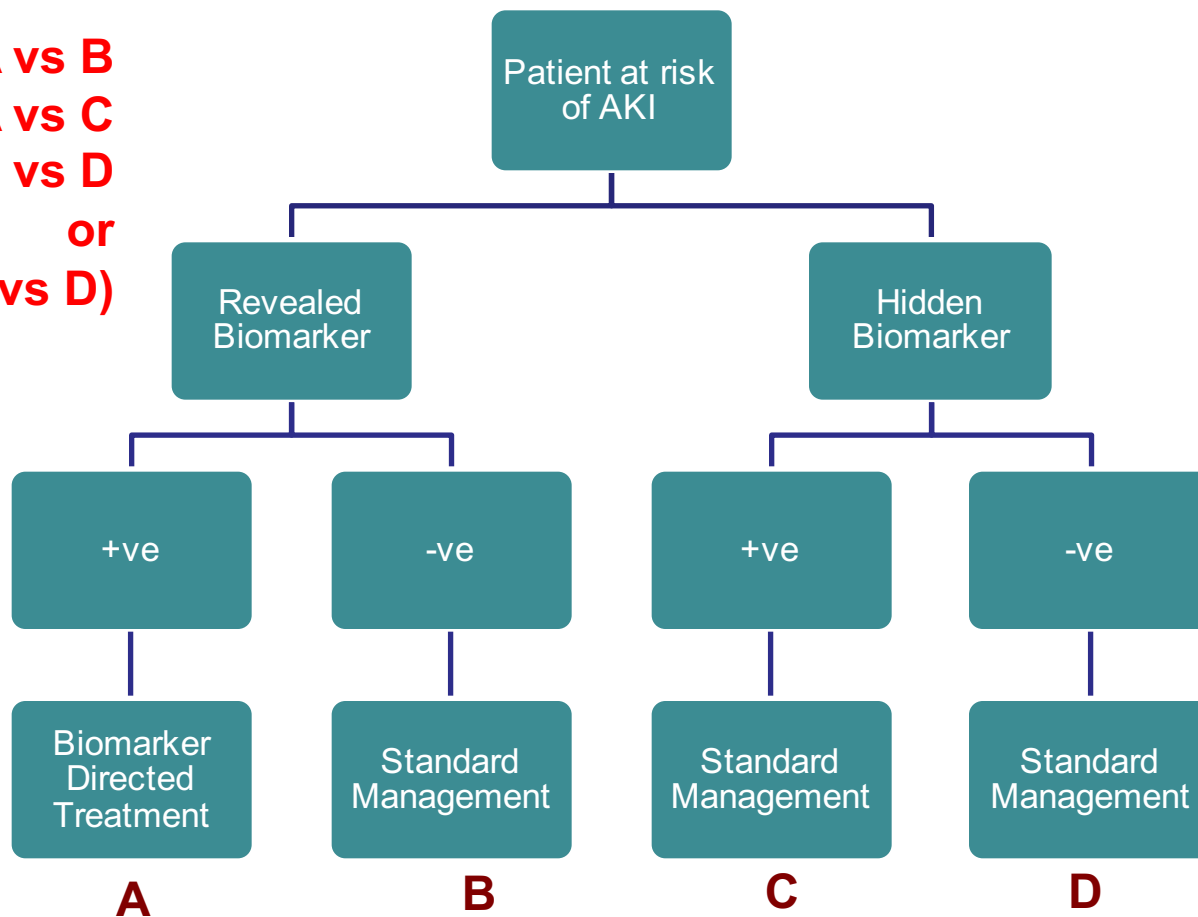 vs B
vs C
vs D
or
vs D)
Patient at risk
of AKI
Revealed
Biomarker
Hidden
Biomarker
+ve
-ve
+ve
-ve
Biomarker
Directed
Treatment
Standard
Management
Standard
Management
Standard
Management
A
B
C
D